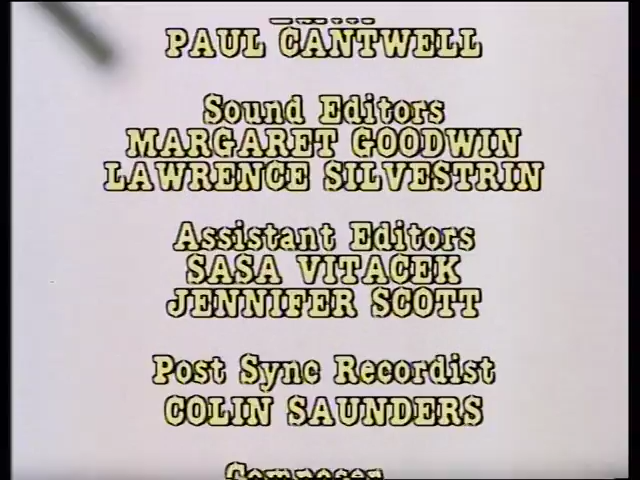 PAUL CANTWELL
Sound Editors
MARGARET GOODWIN
LAWRENCE SILVESTRIN
Assistant Editors
SASA VITACEK
JENNIFER SCOTT
Post Sync Recordist
COLIN SAUNDERS
Composer